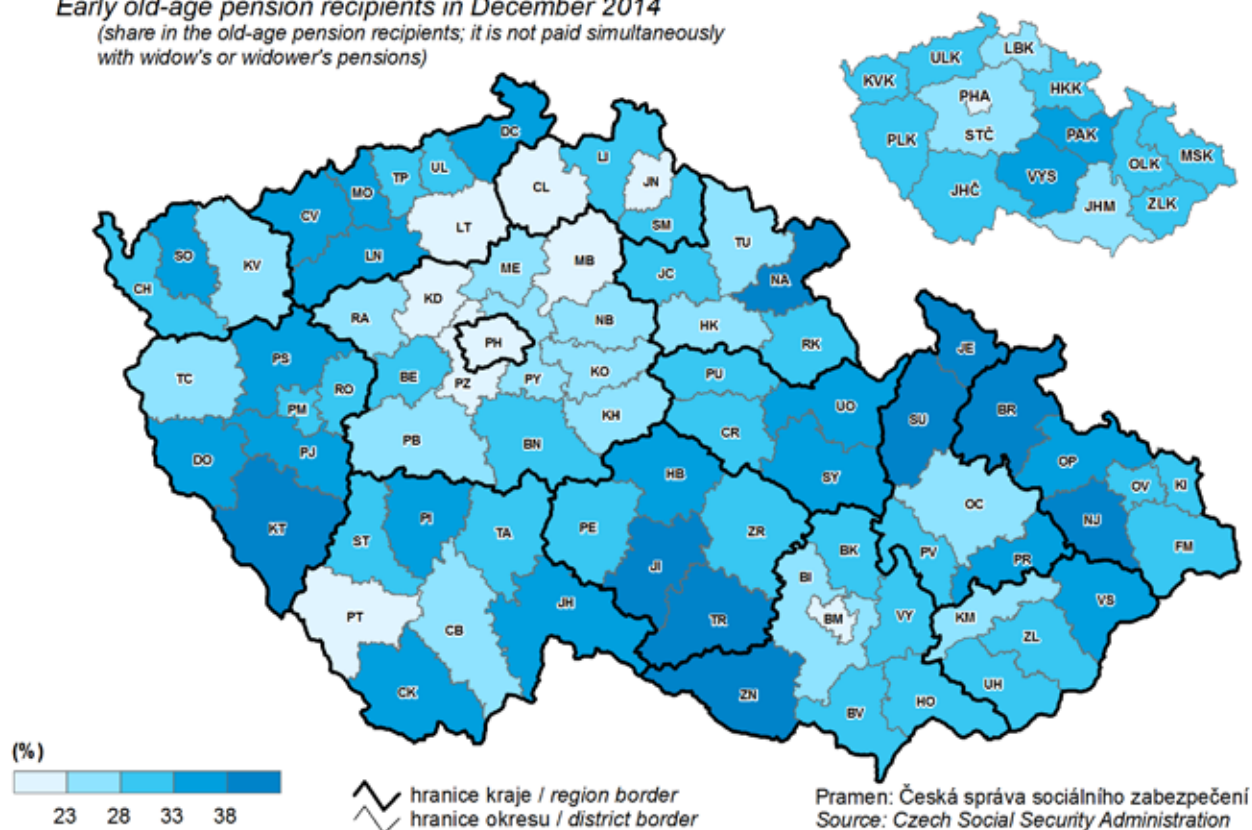 Early old-age pension recipients in December 2014
(share in the old-age pension recipients; it is not paid simultaneously
with widow's or widower's pensions)
LBK
ULK
KVK
HKK
PHA
STČ
PAK
PLK
MSK
OLK
VYS
JHČ
JHM
ZLK
DC
LI
UL
TP
JN
MO
CL
CV
LT
SM
TU
SO
LN
KV
ME
MB
JC
NA
CH
KD
RA
NB
HK
PH
RK
JE
PS
TC
BE
PZ
PY
KO
PU
RO
PM
UO
SU
BR
KH
PB
BN
CR
DO
PJ
HB
SY
OP
OV
KI
OC
NJ
KT
ST
PI
TA
PE
ZR
BK
PV
PR
FM
JI
BI
PT
CB
JH
TR
BM
VY
KM
VS
ZL
CK
ZN
BV
HO
UH
(%)
23 28 33 38
hranice kraje / region border
hranice okresu / district border
Pramen: Česká správa sociálního zabezpečení
Source: Czech Social Security Administration